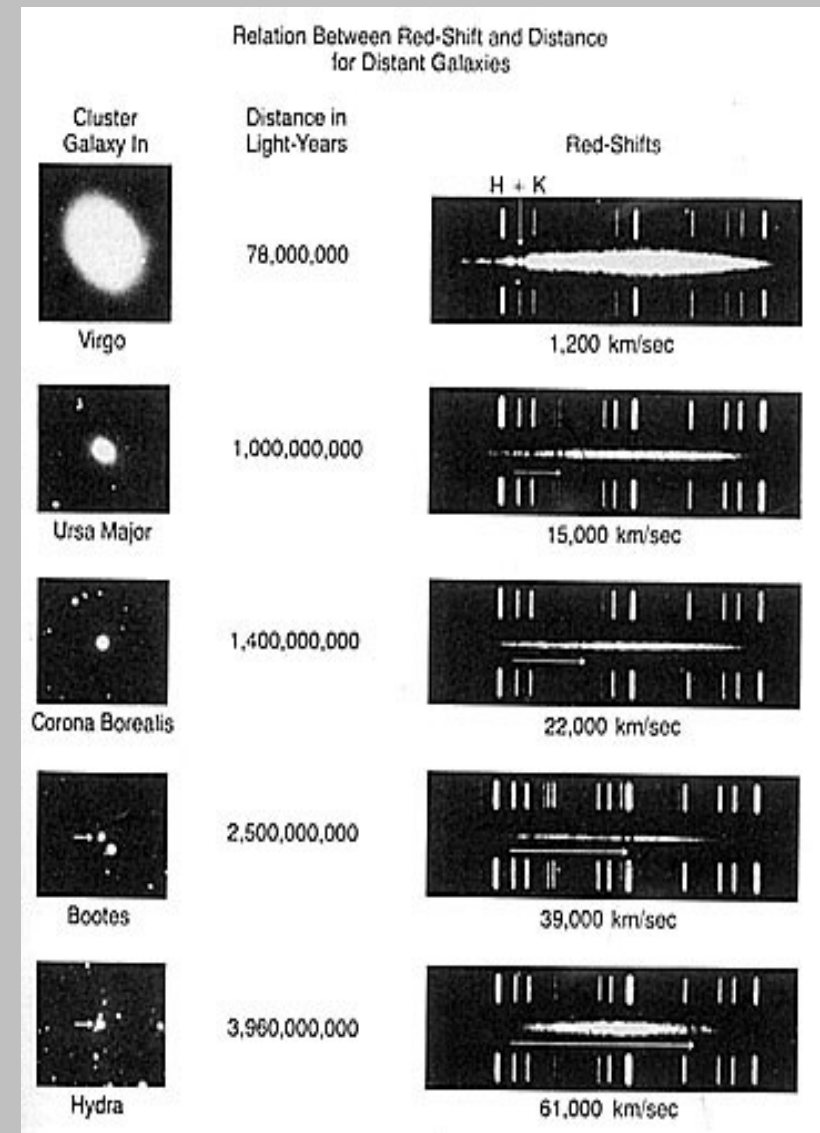 Relation Between Red-Shift and Distance
for Distant Galaxies
Cluster
Galaxy In
Distance in
Light-Years
Red-Shifts
H + K
78,000,000
Virgo
1,200 km/sec
1,000,000,000
Ursa Major
15,000 km/sec
1,400,000,000
Corona Borealis
22,000 km/sec
2,500,000,000
Bootes
39,000 km/sec
3,960,000,000
Hydra
61,000 km/sec